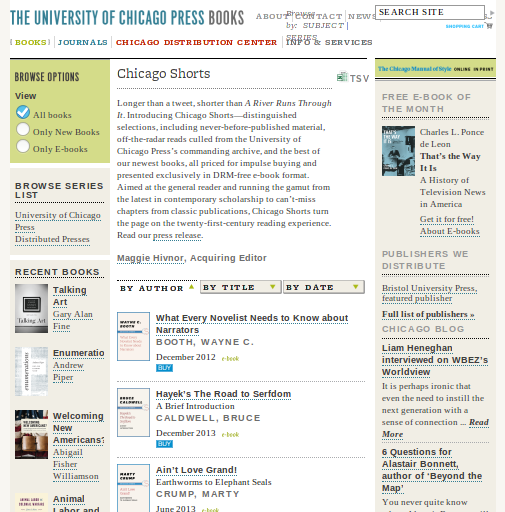 THE UNIVERSITY OF CHICAGO PRESS BOOKS
ABOUT CONTACT NEWS
Browse by: SUBJECT | SERIES
SEARCH SITE
SHOPPING CART
BOOKS | JOURNALS | CHICAGO DISTRIBUTION CENTER | INFO & SERVICES
BROWSE OPTIONS
View
All books
Only New Books
Only E-books
BROWSE SERIES
LIST
University of Chicago
Press
Distributed Presses
RECENT BOOKS
Talking
Art
Gary Alan
Fine
Enumeratio
Andrew
Piper
Welcoming
New
Americans?
Abigail
Fisher
Williamson
Animal
Labor and
Chicago Shorts
TSV
Longer than a tweet, shorter than A River Runs Through
It. Introducing Chicago Shorts—distinguished
selections, including never-before-published material,
off-the-radar reads culled from the University of
Chicago Press's commanding archive, and the best of
our newest books, all priced for impulse buying and
presented exclusively in DRM-free e-book format.
Aimed at the general reader and running the gamut from
the latest in contemporary scholarship to can't-miss
chapters from classic publications, Chicago Shorts turn
the page on the twenty-first-century reading experience.
Read our press release.
Maggie Hivnor, Acquiring Editor
BY AUTHOR BY TITLE BY DATE
What Every Novelist Needs to Know about
Narrators
BOOTH, WAYNE C.
December 2012 e-book
BUY
Hayek's The Road to Serfdom
A Brief Introduction
CALDWELL, BRUCE
December 2013 e-book
BUY
Ain't Love Grand!
Earthworms to Elephant Seals
CRUMP, MARTY
June 2013 e-book
The Chicago Manual of Style ONLINE IN PRINT
FREE E-BOOK OF
THE MONTH
Charles L. Ponce
de Leon
That's the Way
It Is
A History of
Television News
in America
Get it for free!
About E-books
PUBLISHERS WE
DISTRIBUTE
Bristol University Press,
featured publisher
Full list of publishers »
CHICAGO BLOG
Liam Heneghan
interviewed on WBEZ's
Worldview
It is perhaps ironic that
even the need to instill the
next generation with a
sense of connection ... Read
More
6 Questions for
Alastair Bonnett,
author of 'Beyond the
Map'
You never quite know